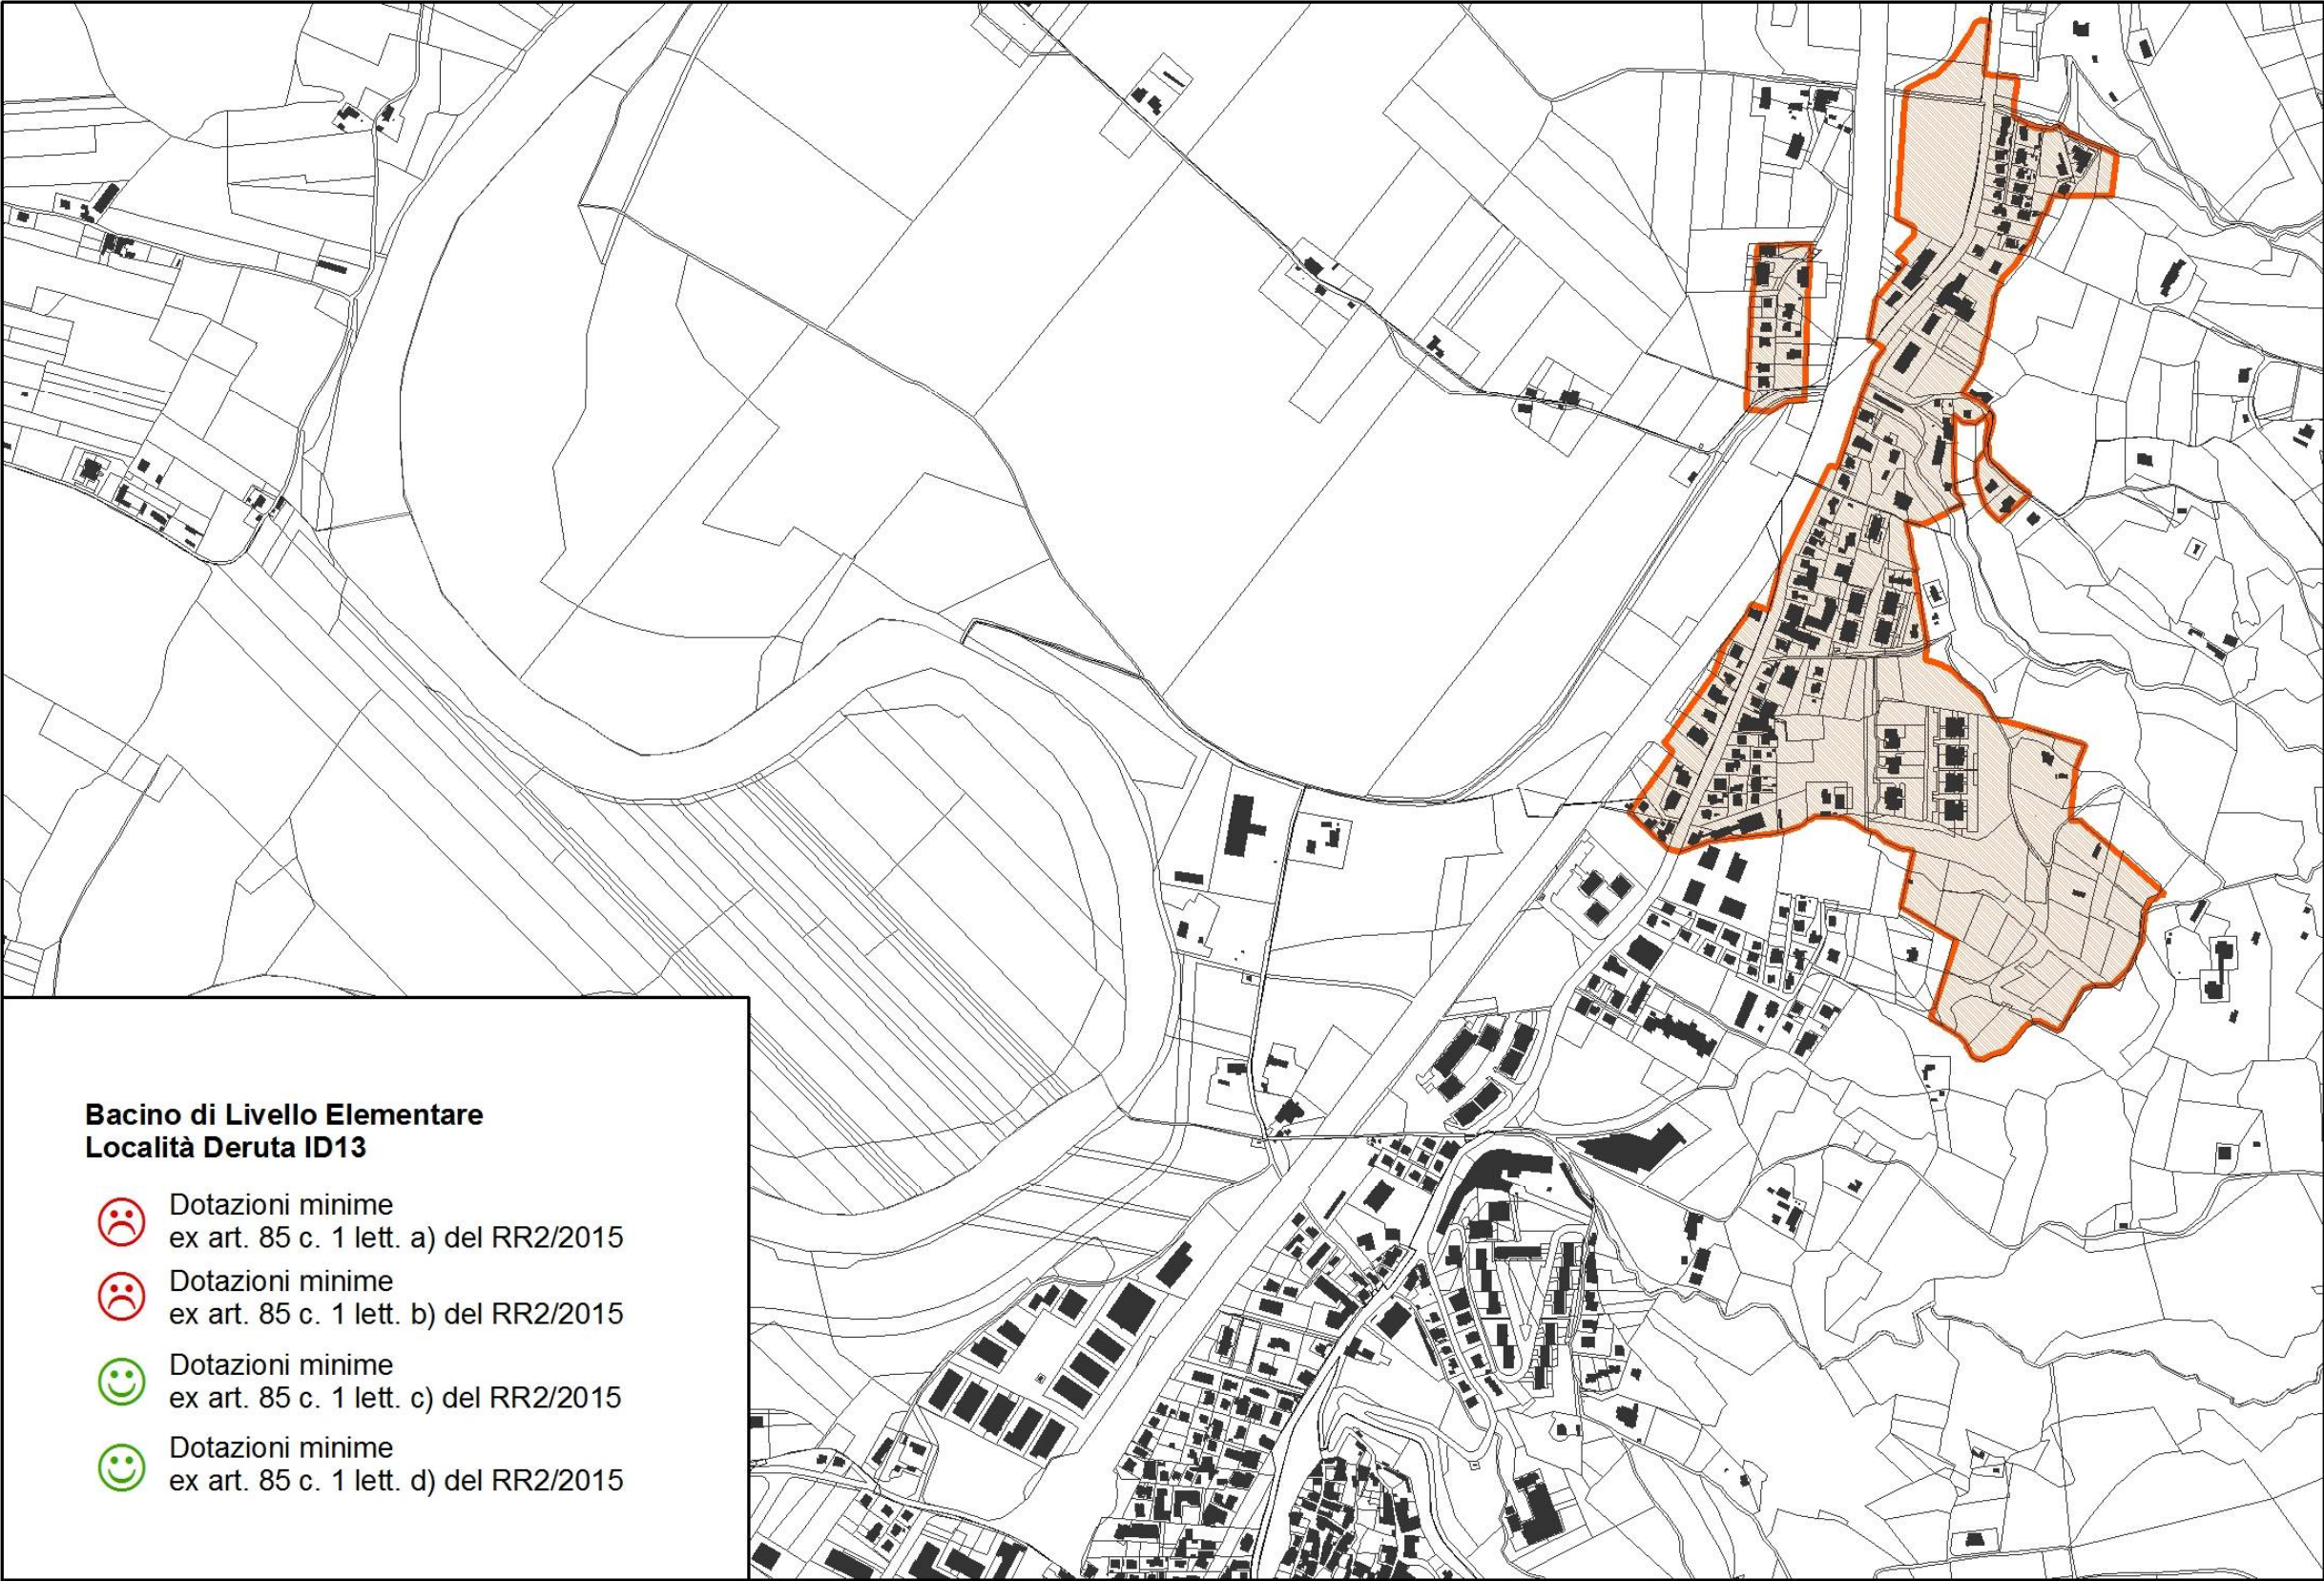 Bacino di Livello Elementare
Località Deruta ID13
Dotazioni minime
ex art. 85 c. 1 lett. a) del RR2/2015
Dotazioni minime
ex art. 85 c. 1 lett. b) del RR2/2015
Dotazioni minime
ex art. 85 c. 1 lett. c) del RR2/2015
Dotazioni minime
ex art. 85 c. 1 lett. d) del RR2/2015